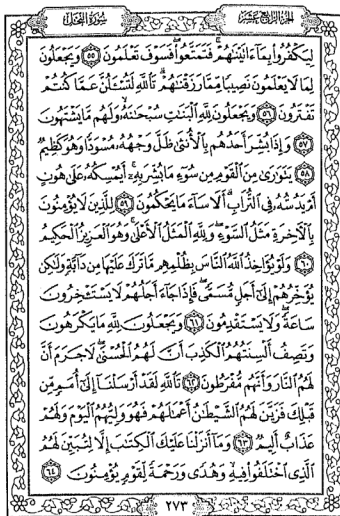 سورة النحل
الجزء الرابع عشر
لِيَكْفُرُوا۟ بِمَآ ءَاتَيْنَٰهُمْ ۚ فَتَمَتَّعُوا۟ ۖ فَسَوْفَ تَعْلَمُونَ ٥٥ وَيَجْعَلُونَ
لِمَا لَا يَعْلَمُونَ نَصِيبًا مِّمَّا رَزَقْنَٰهُمْ ۗ تَٱللَّهِ لَتُسْـَٔلُنَّ عَمَّا كُنتُمْ
تَفْتَرُونَ ٥٦ وَيَجْعَلُونَ لِلَّهِ ٱلْبَنَٰتِ سُبْحَٰنَهُۥ ۙ وَلَهُم مَّا يَشْتَهُونَ
٥٧ وَإِذَا بُشِّرَ أَحَدُهُم بِٱلْأُنثَىٰ ظَلَّ وَجْهُهُۥ مُسْوَدًّا وَهُوَ كَظِيمٌ
٥٨ يَتَوَٰرَىٰ مِنَ ٱلْقَوْمِ مِن سُوٓءِ مَا بُشِّرَ بِهِۦٓ ۚ أَيُمْسِكُهُۥ عَلَىٰ هُونٍ
أَمْ يَدُسُّهُۥ فِى ٱلتُّرَابِ ۗ أَلَا سَآءَ مَا يَحْكُمُونَ ٥٩ لِلَّذِينَ لَا يُؤْمِنُونَ
بِٱلْءَاخِرَةِ مَثَلُ ٱلسَّوْءِ ۖ وَلِلَّهِ ٱلْمَثَلُ ٱلْأَعْلَىٰ ۚ وَهُوَ ٱلْعَزِيزُ ٱلْحَكِيمُ
٦٠ وَلَوْ يُؤَاخِذُ ٱللَّهُ ٱلنَّاسَ بِظُلْمِهِم مَّا تَرَكَ عَلَيْهَا مِن دَآبَّةٍ وَلَٰكِن
يُؤَخِّرُهُمْ إِلَىٰٓ أَجَلٍ مُّسَمًّى ۖ فَإِذَا جَآءَ أَجَلُهُمْ لَا يَسْتَـْٔخِرُونَ
سَاعَةً ۖ وَلَا يَسْتَقْدِمُونَ ٦١ وَيَجْعَلُونَ لِلَّهِ مَا يَكْرَهُونَ
وَتَصِفُ أَلْسِنَتُهُمُ ٱلْكَذِبَ أَنَّ لَهُمُ ٱلْحُسْنَىٰ ۖ لَا جَرَمَ أَنَّ
لَهُمُ ٱلنَّارَ وَأَنَّهُم مُّفْرَطُونَ ٦٢ تَٱللَّهِ لَقَدْ أَرْسَلْنَآ إِلَىٰٓ أُمَمٍ مِّن
قَبْلِكَ فَزَيَّنَ لَهُمُ ٱلشَّيْطَٰنُ أَعْمَٰلَهُمْ فَهُوَ وَلِيُّهُمُ ٱلْيَوْمَ وَلَهُمْ
عَذَابٌ أَلِيمٌ ٦٣ وَمَآ أَنزَلْنَا عَلَيْكَ ٱلْكِتَٰبَ إِلَّا لِتُبَيِّنَ لَهُمُ
ٱلَّذِى ٱخْتَلَفُوا۟ فِيهِ ۙ وَهُدًى وَرَحْمَةً لِّقَوْمٍ يُؤْمِنُونَ ٦٤
٢٧٣